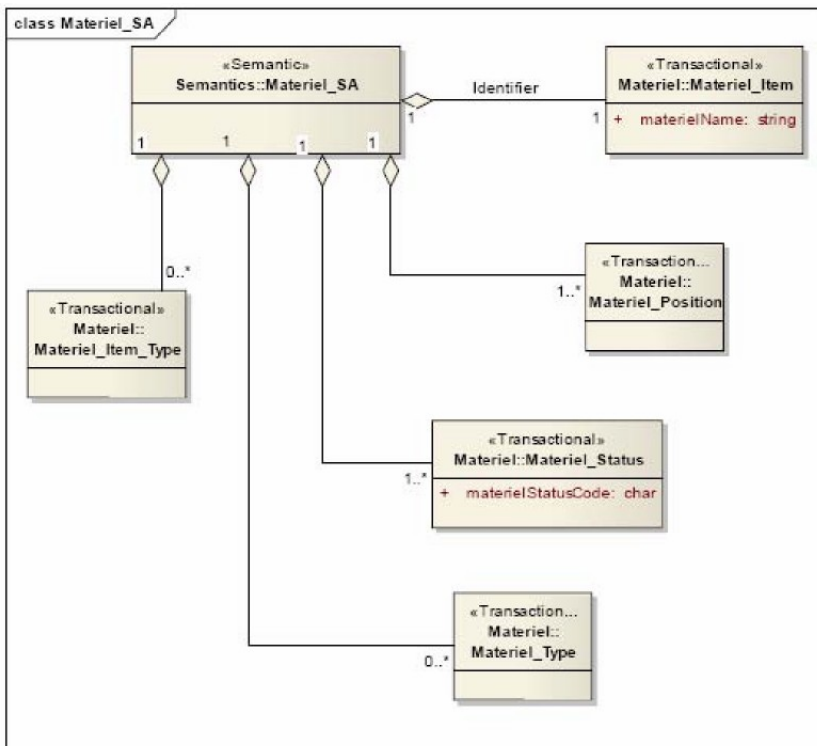 class Materiel_SA
«Semantic»
Semantics::Materiel_SA
1
1
1
1
1
Identifier
1
«Transactional»
Materiel::Materiel_Item
+ materielName: string
«Transaction...
Materiel::
Materiel_Position
1..*
0..*
«Transactional»
Materiel::
Materiel_Item_Type
«Transactional»
Materiel::Materiel_Status
+ materielStatusCode: char
1..*
«Transaction...
Materiel::
Materiel_Type
0..*